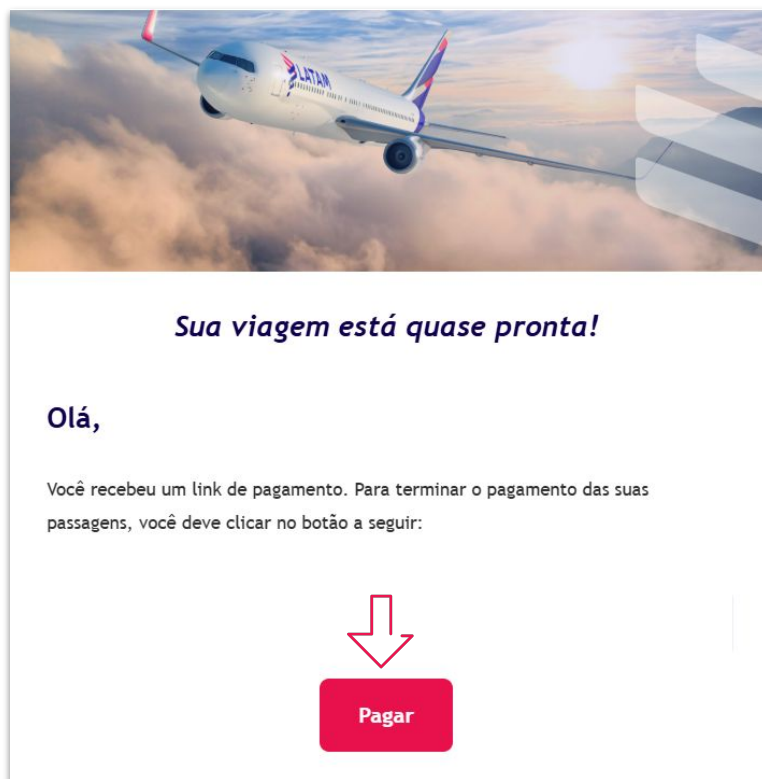 LATAM
Sua viagem está quase pronta!
Olá,
Você recebeu um link de pagamento. Para terminar o pagamento das suas
passagens, você deve clicar no botão a seguir:
Pagar